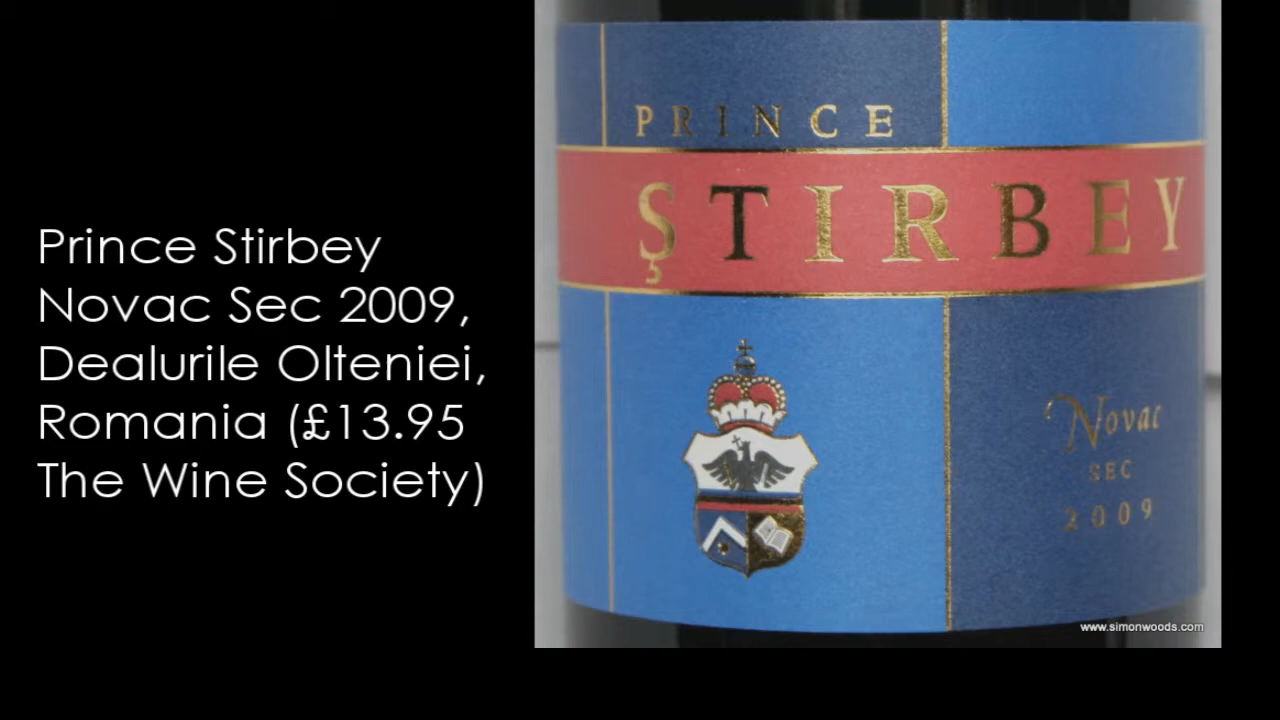 Prince Stirbey
Novac Sec 2009,
Dealurile Olteniei,
Romania (£13.95
The Wine Society)
PRINCE
ŞTIRBEY
Novac
SEC
2009
www.simonwoods.com